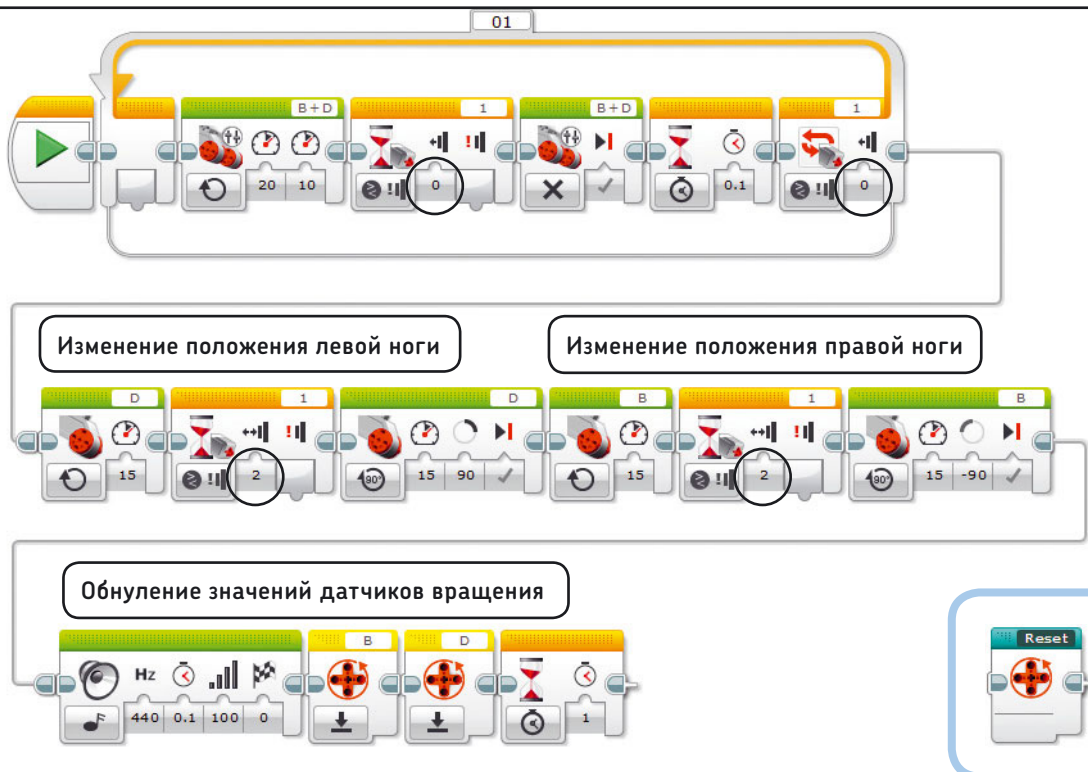 01
B+D 1 B+D 1
20 10 0 0.1 0
Изменение положения левой ноги
Изменение положения правой ноги
D 1 D B 1 B
15 2 90° 15 90 15 2 90° 15 -90
Обнуление значений датчиков вращения
B D
Hz
440 0.1 100 0 1
Reset